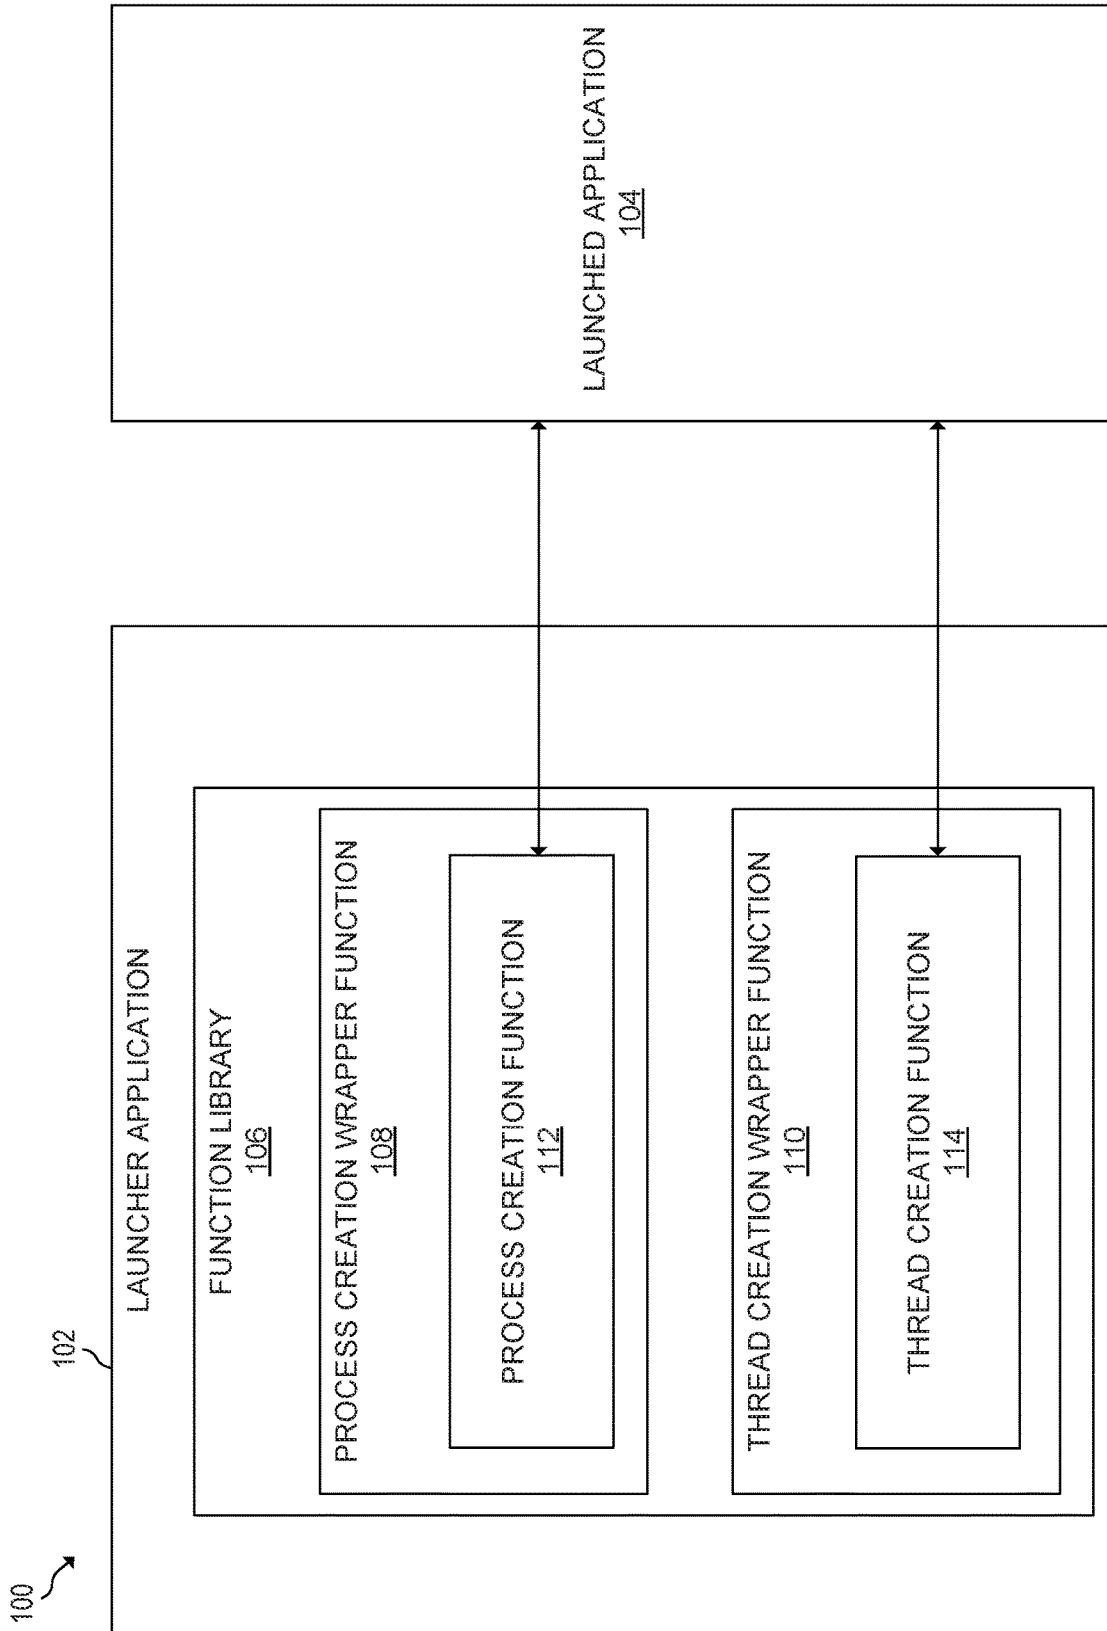 100
102
LAUNCHER APPLICATION
FUNCTION LIBRARY
106
PROCESS CREATION WRAPPER FUNCTION
108
PROCESS CREATION FUNCTION
112
THREAD CREATION WRAPPER FUNCTION
110
THREAD CREATION FUNCTION
114
LAUNCHED APPLICATION
104